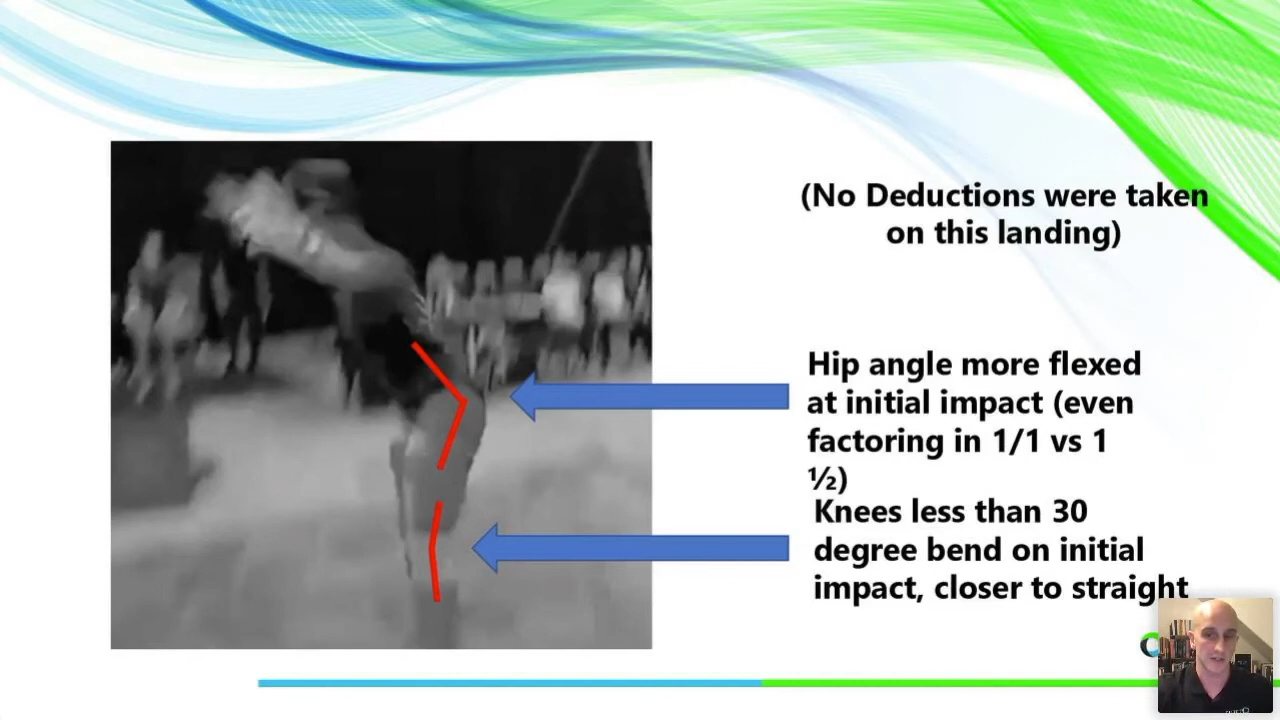 (No Deductions were taken
on this landing)
Hip angle more flexed
at initial impact (even
factoring in 1/1 vs 1
½)
Knees less than 30
degree bend on initial
impact, closer to straight